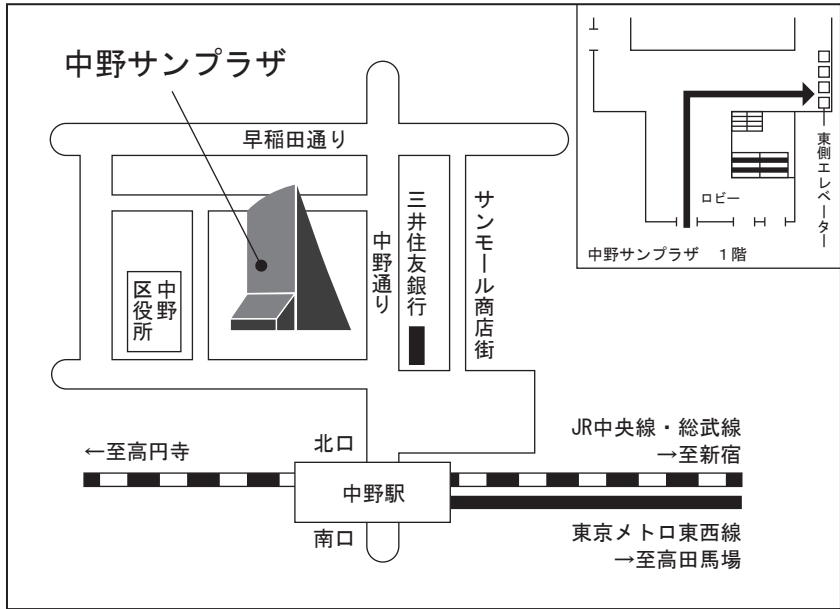 中野サンプラザ
早稲田通り
中野通り
三井住友銀行
サンモール商店街
中野
区役所
北口
←至高円寺
中野駅
南口
JR中央線・総武線
→至新宿
東京メトロ東西線
→至高田馬場
東側エレベーター
ロビー
中野サンプラザ 1階